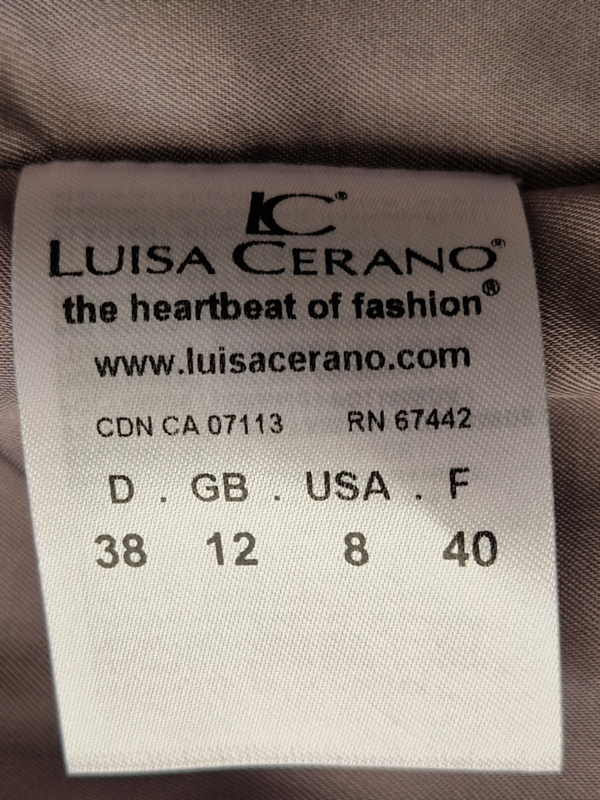 LC®
LUISA CERANO®
the heartbeat of fashion®
www.luisacerano.com
CDN CA 07113 RN 67442
D . GB . USA . F
38 12 8 40